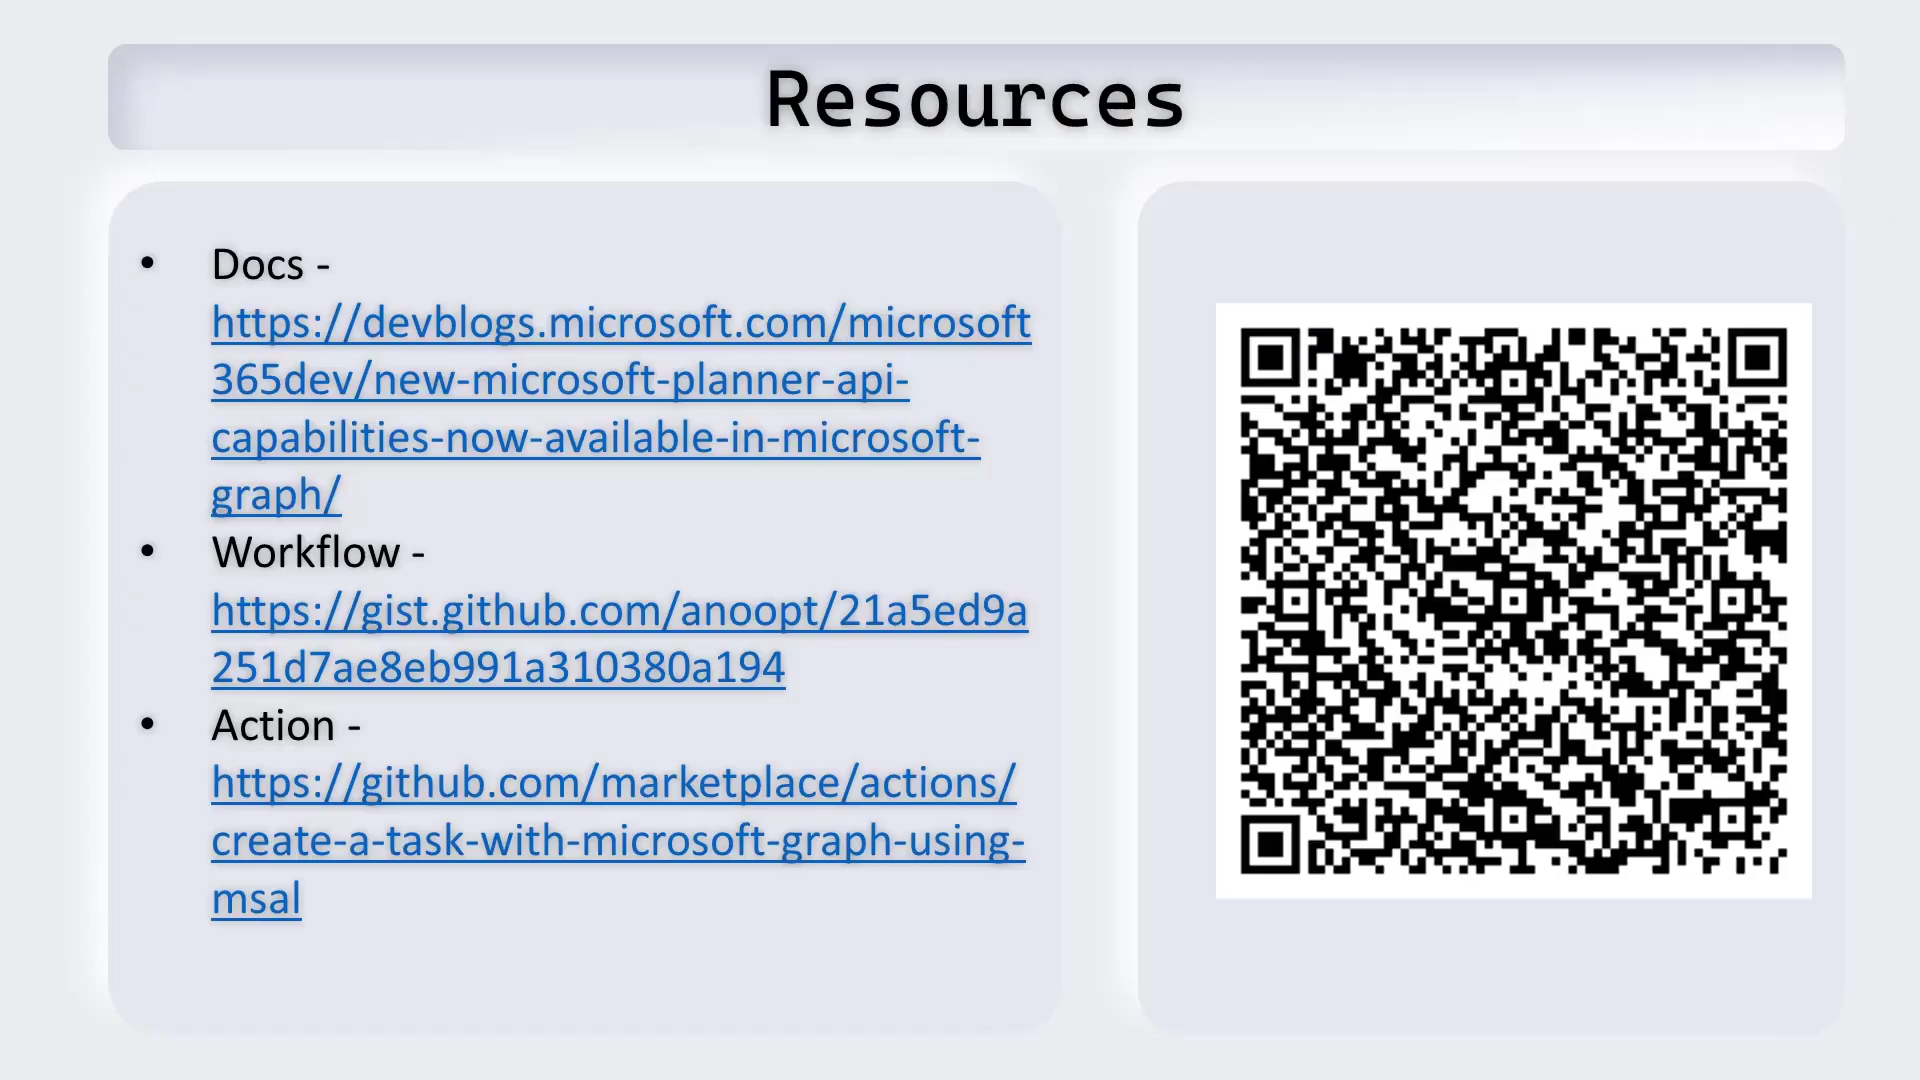 Resources
• Docs -
https://devblogs.microsoft.com/microsoft
365dev/new-microsoft-planner-api-
capabilities-now-available-in-microsoft-
graph/
• Workflow -
https://gist.github.com/anoopt/21a5ed9a
251d7ae8eb991a310380a194
• Action -
https://github.com/marketplace/actions/
create-a-task-with-microsoft-graph-using-
msal